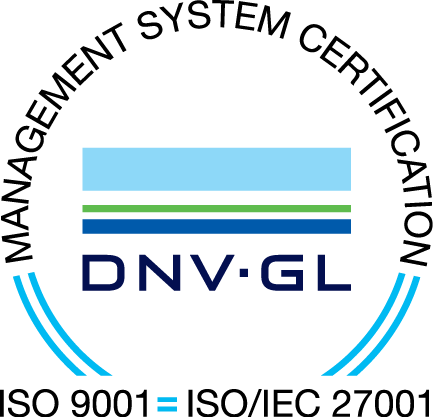 MANAGEMENT SYSTEM CERTIFICATION
DNV·GL
ISO 9001 = ISO/IEC 27001